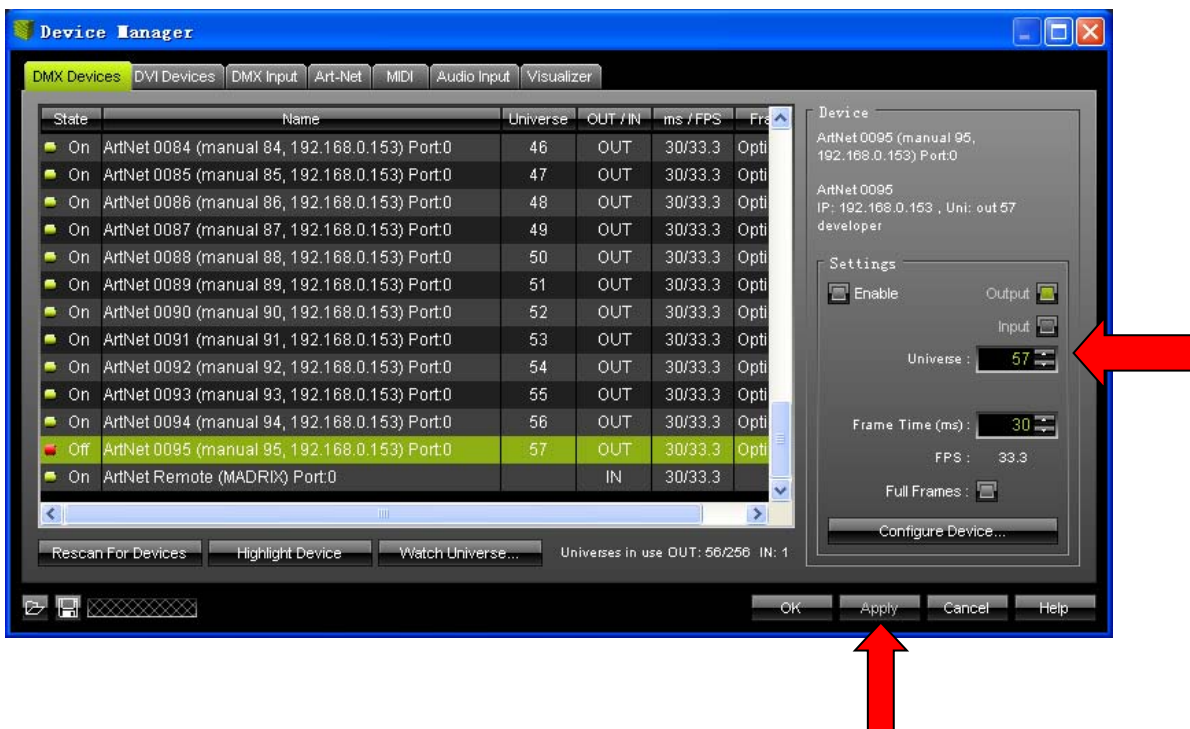 Device Manager
DMX Devices DVI Devices DMX Input Art-Net MIDI Audio Input Visualizer
State Name Universe OUT / IN ms / FPS Fra
On ArtNet 0084 (manual 84, 192.168.0.153) Port:0 46 OUT 30/33.3 Opti
On ArtNet 0085 (manual 85, 192.168.0.153) Port:0 47 OUT 30/33.3 Opti
On ArtNet 0086 (manual 86, 192.168.0.153) Port:0 48 OUT 30/33.3 Opti
On ArtNet 0087 (manual 87, 192.168.0.153) Port:0 49 OUT 30/33.3 Opti
On ArtNet 0088 (manual 88, 192.168.0.153) Port:0 50 OUT 30/33.3 Opti
On ArtNet 0089 (manual 89, 192.168.0.153) Port:0 51 OUT 30/33.3 Opti
On ArtNet 0090 (manual 90, 192.168.0.153) Port:0 52 OUT 30/33.3 Opti
On ArtNet 0091 (manual 91, 192.168.0.153) Port:0 53 OUT 30/33.3 Opti
On ArtNet 0092 (manual 92, 192.168.0.153) Port:0 54 OUT 30/33.3 Opti
On ArtNet 0093 (manual 93, 192.168.0.153) Port:0 55 OUT 30/33.3 Opti
On ArtNet 0094 (manual 94, 192.168.0.153) Port:0 56 OUT 30/33.3 Opti
Off ArtNet 0095 (manual 95, 192.168.0.153) Port:0 57 OUT 30/33.3 Opti
On ArtNet Remote (MADRIX) Port:0 IN 30/33.3
Rescan For Devices Highlight Device Watch Universe... Universes in use OUT: 56/256 IN: 1
Device
ArtNet 0095 (manual 95,
192.168.0.153) Port:0
ArtNet 0095
IP: 192.168.0.153 , Uni: out 57
developer
Settings
Enable Output
Input
Universe : 57
Frame Time (ms) : 30
FPS : 33.3
Full Frames :
Configure Device...
OK Apply Cancel Help